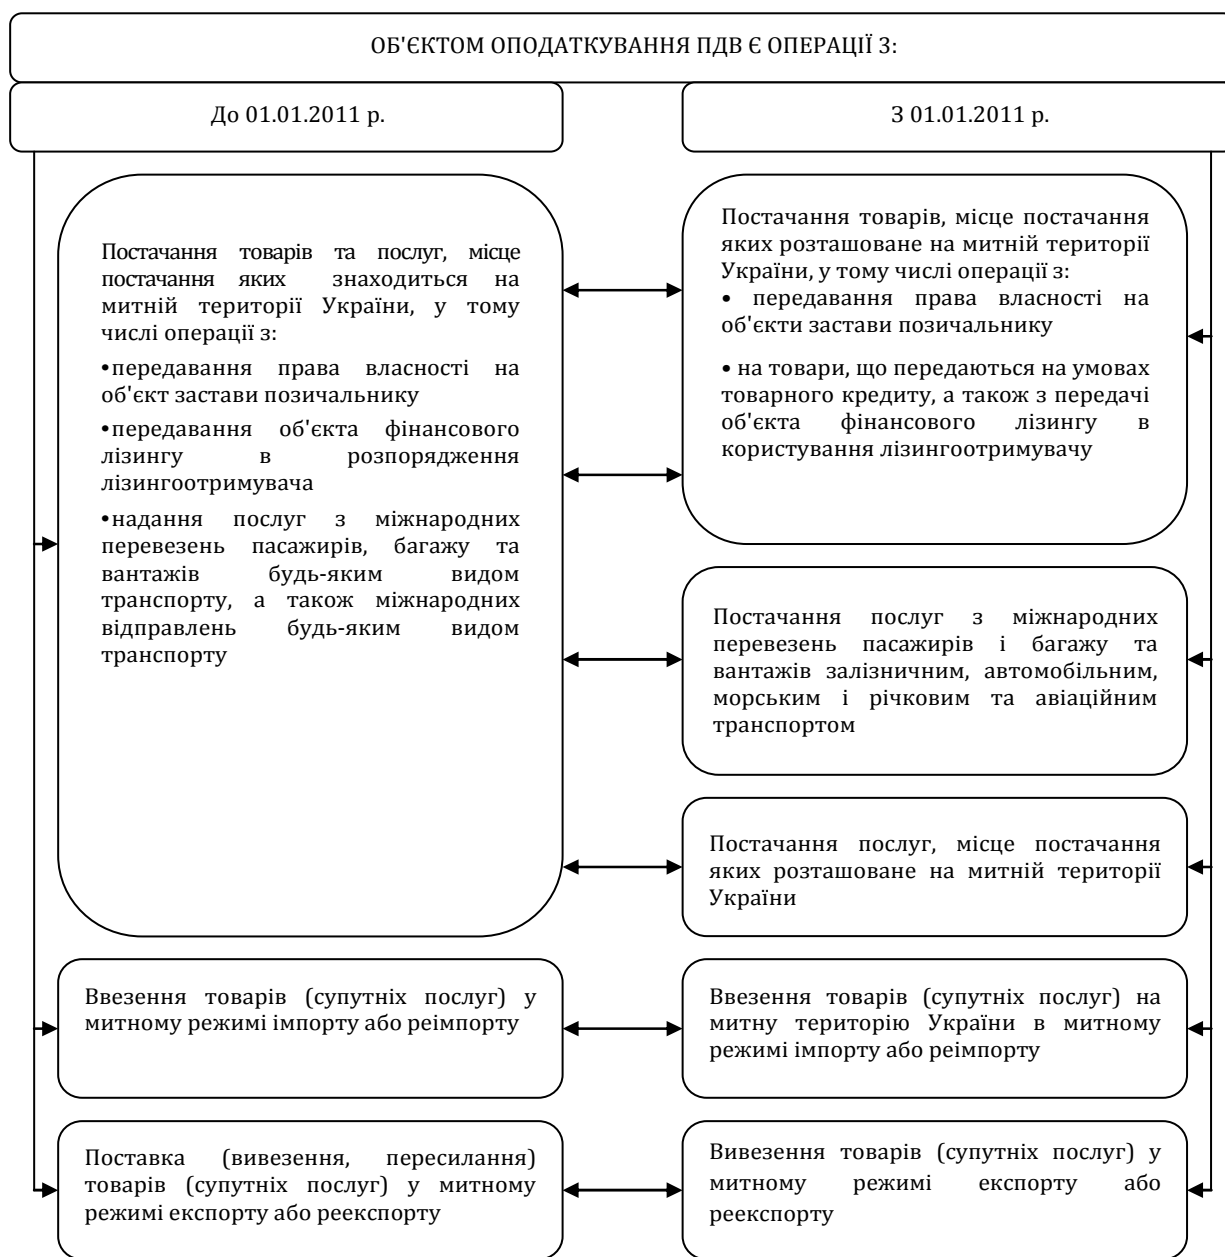 ОБ'ЄКТОМ ОПОДАТКУВАННЯ ПДВ Є ОПЕРАЦІЇ З:
До 01.01.2011 р.
Постачання товарів та послуг, місце
постачання яких знаходиться на
митній території України, у тому
числі операції з:
•передавання права власності на
об'єкт застави позичальнику
•передавання об'єкта фінансового
лізингу в розпорядження
лізингоотримувача
•надання послуг з міжнародних
перевезень пасажирів, багажу та
вантажів будь-яким видом
транспорту, а також міжнародних
відправлень будь-яким видом
транспорту
Ввезення товарів (супутніх послуг) у
митному режимі імпорту або реімпорту
Поставка (вивезення, пересилання)
товарів (супутніх послуг) у митному
режимі експорту або реекспорту
З 01.01.2011 р.
Постачання товарів, місце постачання
яких розташоване на митній території
України, у тому числі операції з:
• передавання права власності на
об'єкти застави позичальнику
• на товари, що передаються на умовах
товарного кредиту, а також з передачі
об'єкта фінансового лізингу в
користування лізингоотримувачу
Постачання послуг з міжнародних
перевезень пасажирів і багажу та
вантажів залізничним, автомобільним,
морським і річковим та авіаційним
транспортом
Постачання послуг, місце постачання
яких розташоване на митній території
України
Ввезення товарів (супутніх послуг) на
митну територію України в митному
режимі імпорту або реімпорту
Вивезення товарів (супутніх послуг) у
митному режимі експорту або
реекспорту